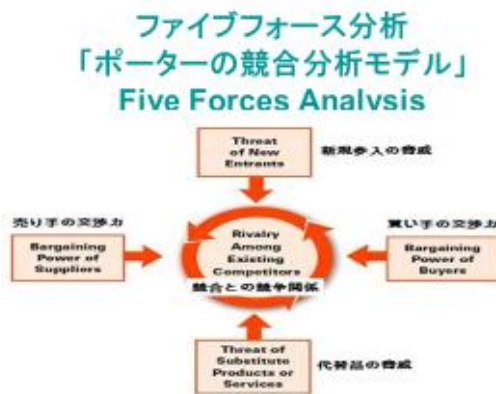 ファイブフォース分析
「ポーターの競合分析モデル」
Five Forces Analysis
Threat
of New
Entrants
新規参入の脅威
売り手の交渉力
買い手の交渉力
Bargaining
Power of
Suppliers
Rivalry
Among
Existing
Competitors
競合との競争関係
Bargaining
Power of
Buyers
Threat of
Substitute
Products or
Services
代替品の脅威